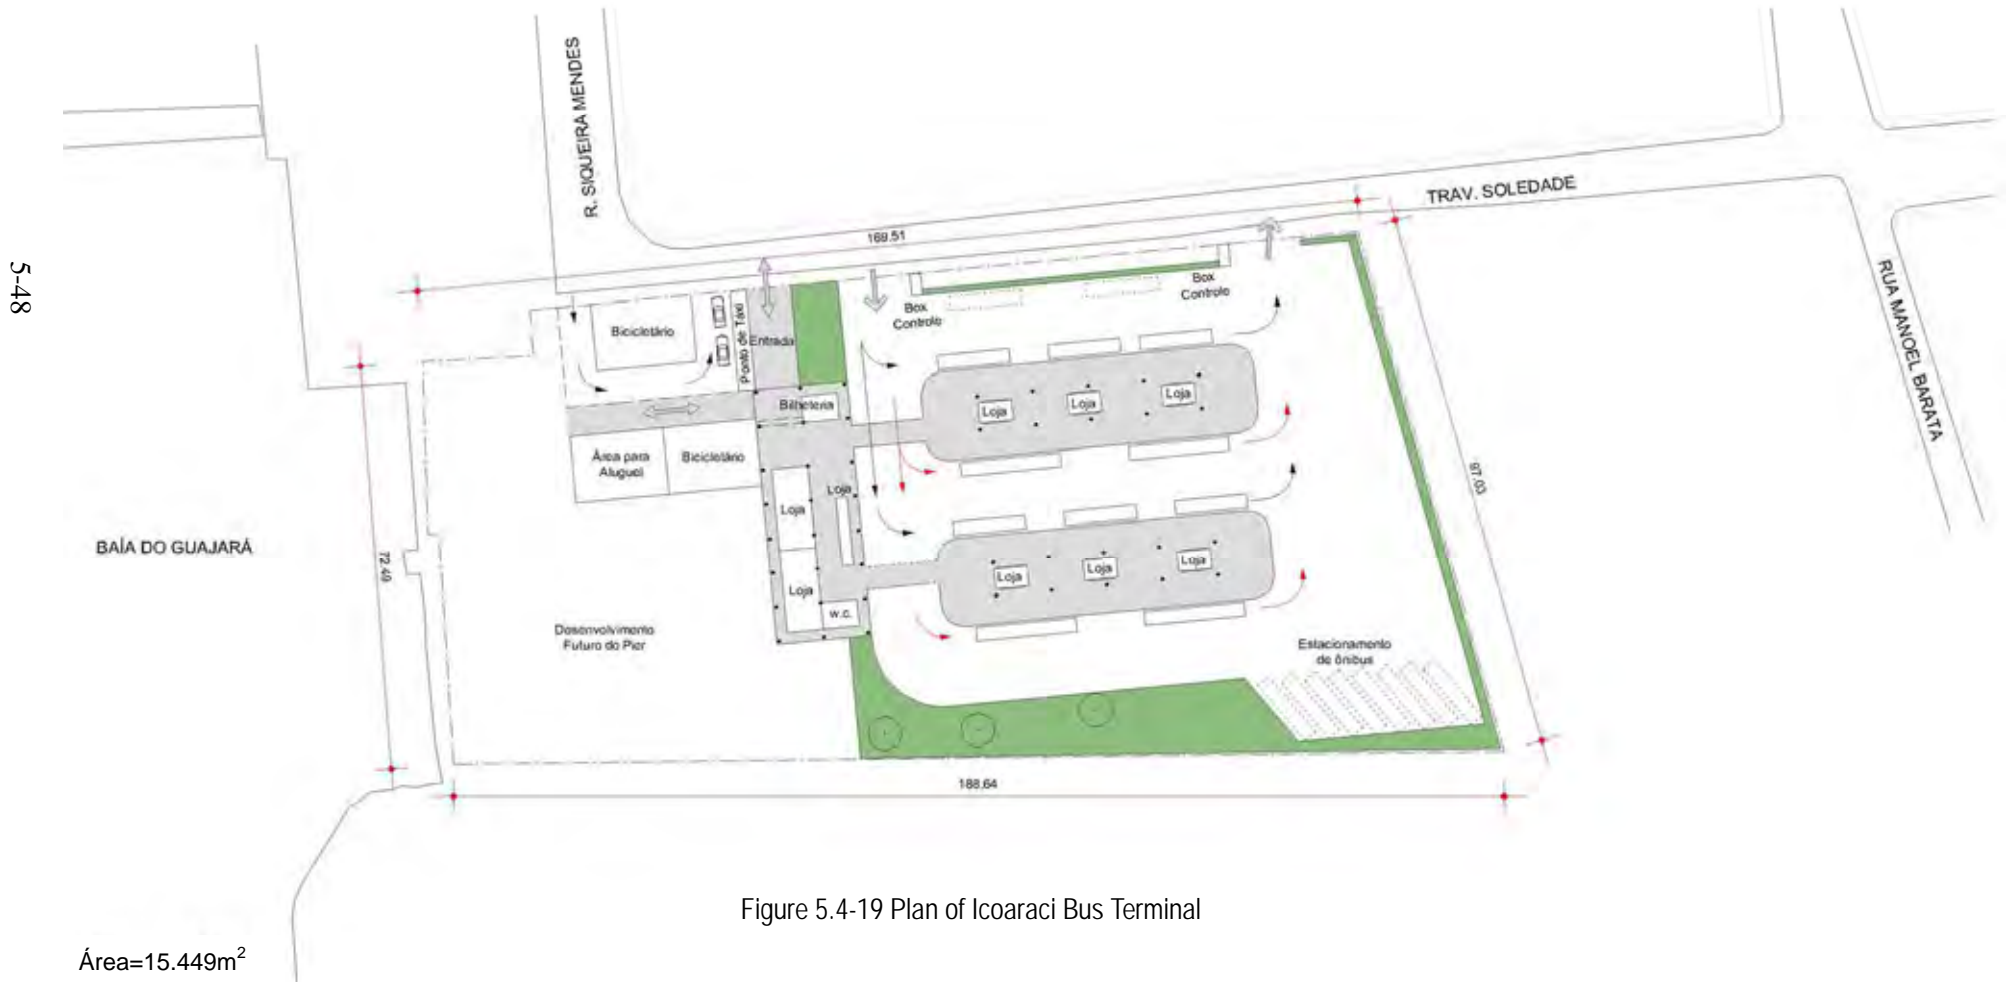 5-48
R. SIQUEIRA MENDES
TRAV. SOLEDADE
RUA MANOEL BARATA
169.51
Box
Controle
Box
Controle
Bicicletário
Ponto de Táxi
Entrada
Bilheteria
Área para
Aluguel
Bicicletário
Loja
Loja
Loja
Loja
Loja
Loja
Loja
Loja
Loja
w.c.
97.03
72.49
BAÍA DO GUAJARÁ
Desenvolvimento
Futuro do Pier
Estacionamento
de ônibus
188.64
Figure 5.4-19 Plan of Icoaraci Bus Terminal
Área=15.449m²